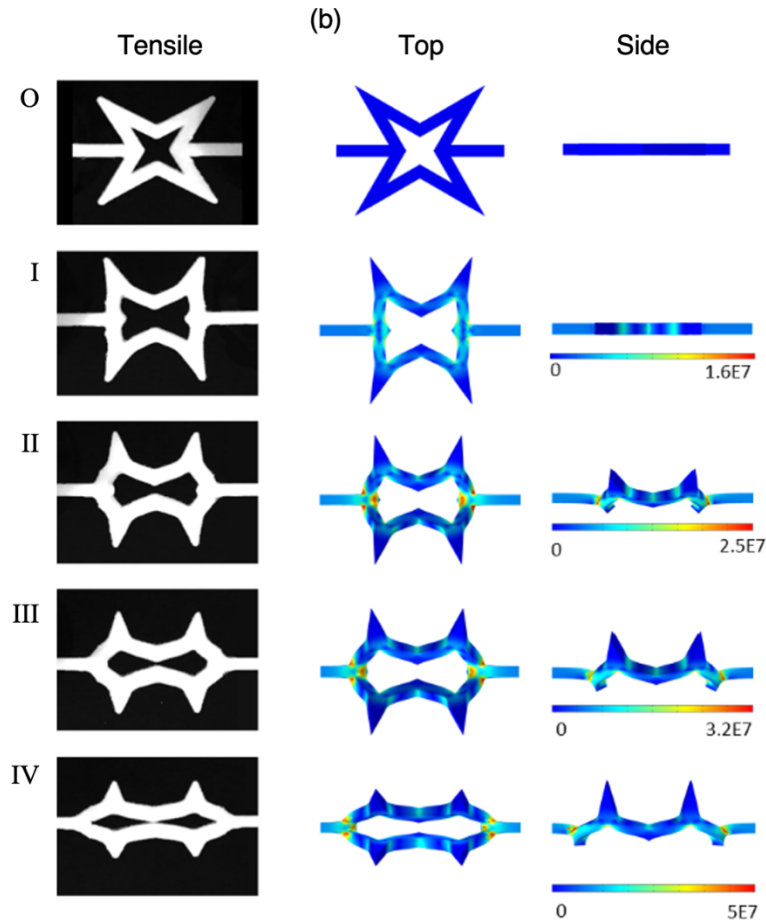 (b)
Tensile Top Side
O
I
0 1.6E7
II
0 2.5E7
III
0 3.2E7
IV
0 5E7